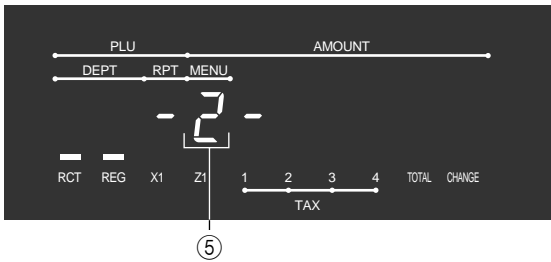 PLU AMOUNT
DEPT RPT MENU
-2-
RCT REG X1 Z1 1 2 3 4 TOTAL CHANGE
TAX
⑤